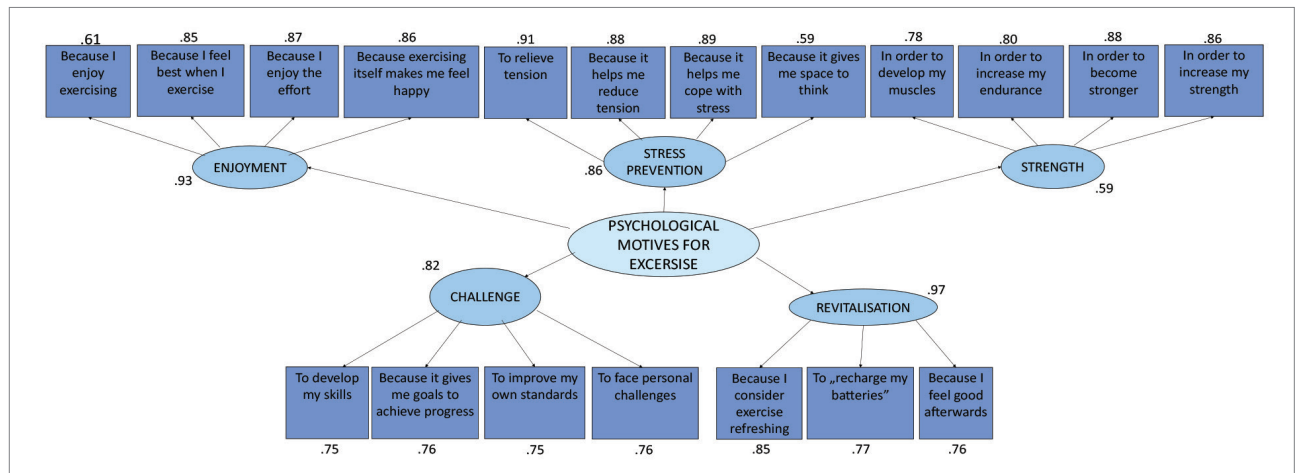 .61
.85
.87
.86
.91
.88
.89
.59
.78
.80
.88
.86
Because I
enjoy
exercising
Because I feel
best when I
exercise
Because I
enjoy the
effort
Because exercising
itself makes me feel
happy
To relieve
tension
Because it
helps me
reduce
tension
Because it
helps me
cope with
stress
Because it gives
me space to
think
In order to
develop my
muscles
In order to
increase my
endurance
In order to
become
stronger
In order to
increase my
strength
ENJOYMENT
.93
STRESS
PREVENTION
.86
STRENGTH
.59
PSYCHOLOGICAL
MOTIVES FOR
EXCERSISE
.82
CHALLENGE
REVITALISATION
.97
To develop
my skills
Because it gives
me goals to
achieve progress
To improve my
own standards
To face personal
challenges
Because I
consider
exercise
refreshing
To „recharge my
batteries”
Because I
feel good
afterwards
.75
.76
.75
.76
.85
.77
.76